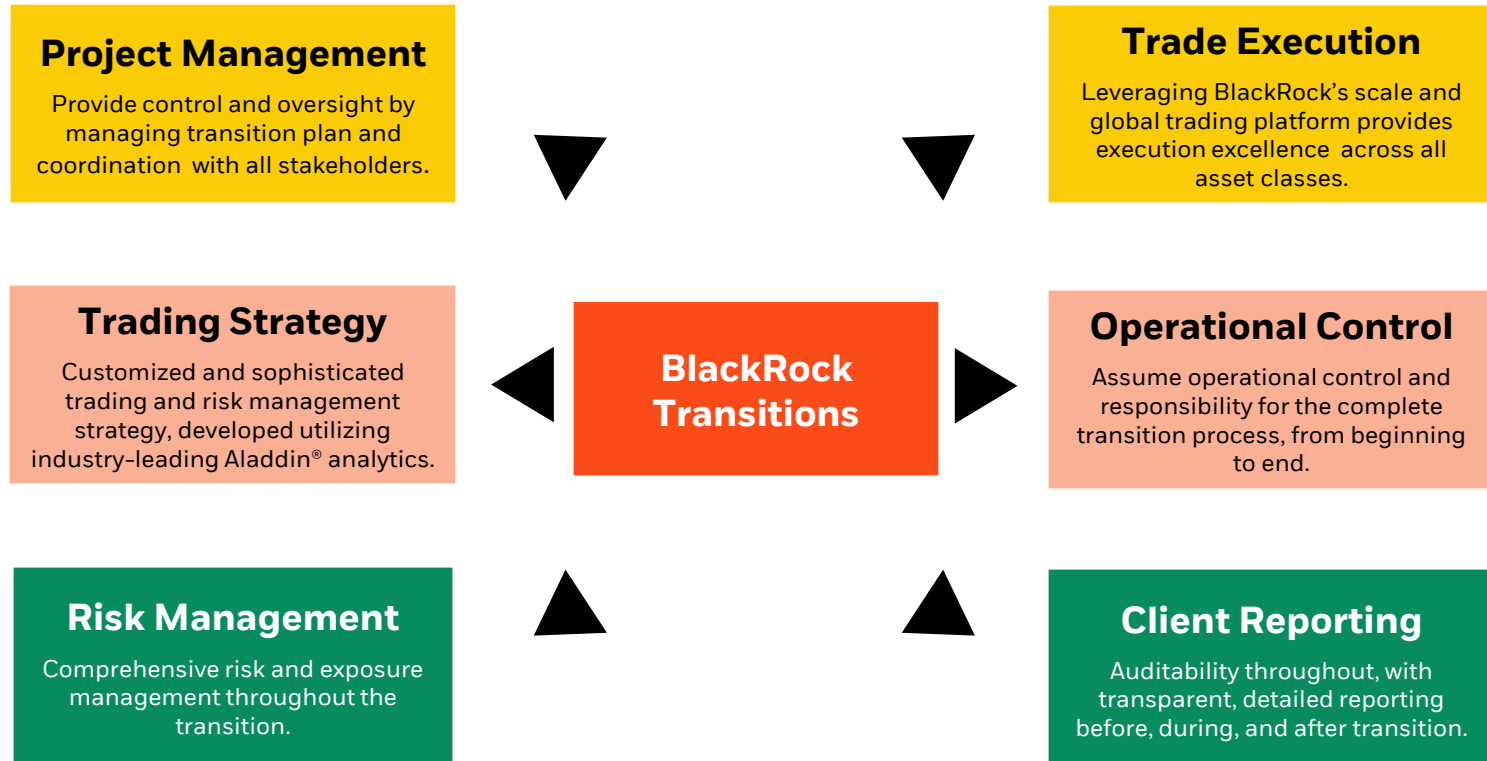 Project Management
Provide control and oversight by
managing transition plan and
coordination with all stakeholders.
Trade Execution
Leveraging BlackRock’s scale and
global trading platform provides
execution excellence across all
asset classes.
Trading Strategy
Customized and sophisticated
trading and risk management
strategy, developed utilizing
industry-leading Aladdin® analytics.
BlackRock
Transitions
Operational Control
Assume operational control and
responsibility for the complete
transition process, from beginning
to end.
Risk Management
Comprehensive risk and exposure
management throughout the
transition.
Client Reporting
Auditability throughout, with
transparent, detailed reporting
before, during, and after transition.